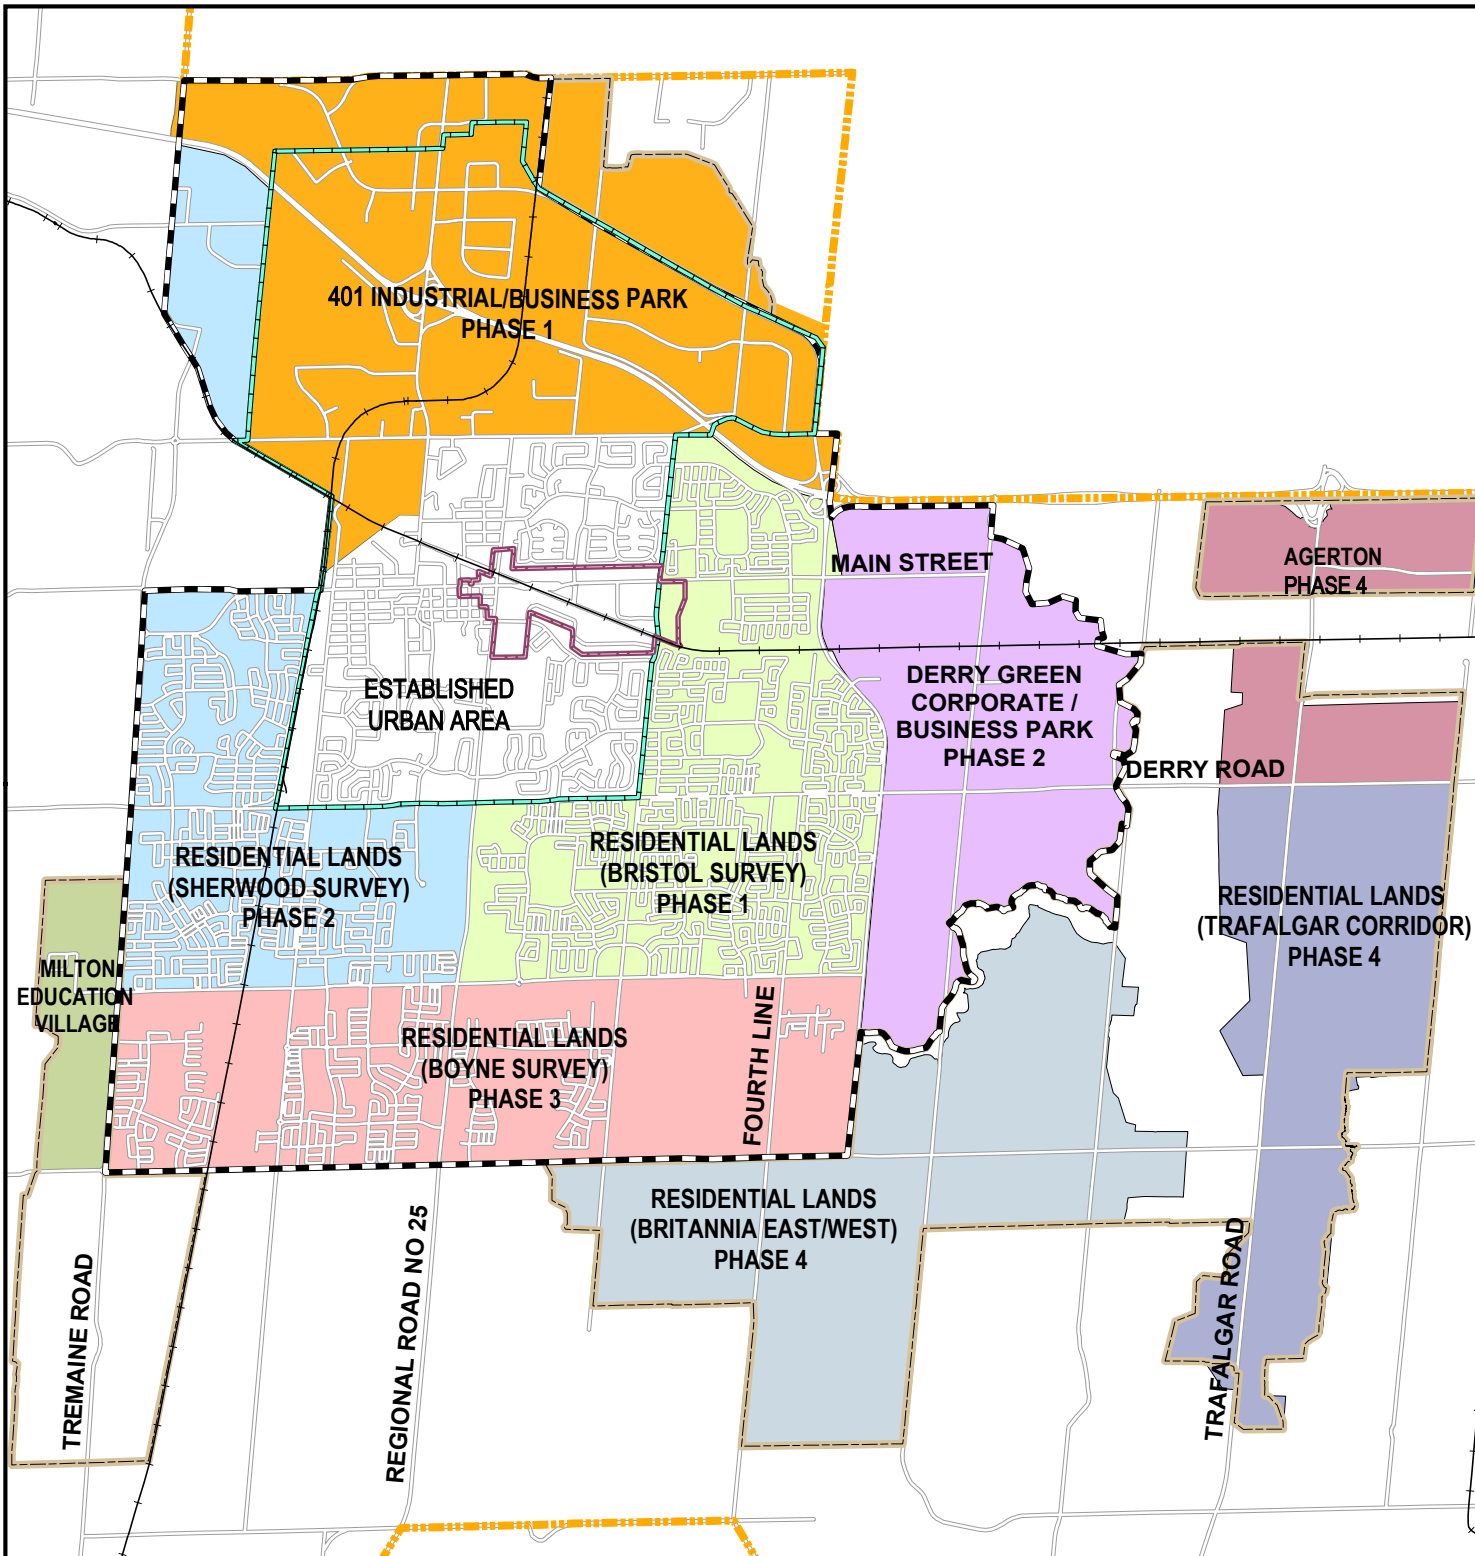 401 INDUSTRIAL/BUSINESS PARK
PHASE 1
MAIN STREET
AGERTON
PHASE 4
ESTABLISHED
URBAN AREA
DERRY GREEN
CORPORATE /
BUSINESS PARK
PHASE 2
DERRY ROAD
RESIDENTIAL LANDS
(SHERWOOD SURVEY)
PHASE 2
RESIDENTIAL LANDS
(BRISTOL SURVEY)
PHASE 1
RESIDENTIAL LANDS
(TRAFALGAR CORRIDOR)
PHASE 4
MILTON
EDUCATION
VILLAGE
RESIDENTIAL LANDS
(BOYNE SURVEY)
PHASE 3
FOURTH LINE
RESIDENTIAL LANDS
(BRITANNIA EAST/WEST)
PHASE 4
TREMAINE ROAD
REGIONAL ROAD NO 25
TRAFALGAR ROAD